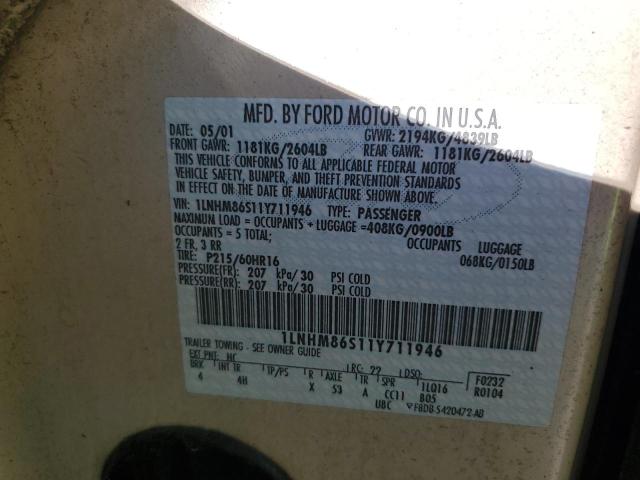 MFD. BY FORD MOTOR CO. IN U.S.A.
DATE: 05/01 GVWR: 2194KG/4839LB
FRONT GAWR: 1181KG/2604LB REAR GAWR: 1181KG/2604LB
THIS VEHICLE CONFORMS TO ALL APPLICABLE FEDERAL MOTOR
VEHICLE SAFETY, BUMPER, AND THEFT PREVENTION STANDARDS
IN EFFECT ON THE DATE OF MANUFACTURE SHOWN ABOVE.
VIN: 1LNHM86S11Y711946 TYPE: PASSENGER
MAXIMUM LOAD = OCCUPANTS + LUGGAGE =408KG/0900LB
OCCUPANTS = 5 TOTAL; OCCUPANTS LUGGAGE
2 FR, 3 RR 068KG/0150LB
TIRE: P215/60HR16
PRESSURE(FR): 207 kPa/30 PSI COLD
PRESSURE(RR): 207 kPa/30 PSI COLD
1LNHM86S11Y711946
TRAILER TOWING - SEE OWNER GUIDE
EXT PNT: RC: 22 DSO:
BRK INT TR TP/PS R AXLE TR SPR 1L016 F0232
4 4H X 53 A CC11 B05 R0104
UBC ▽F8DB-5420472-AB